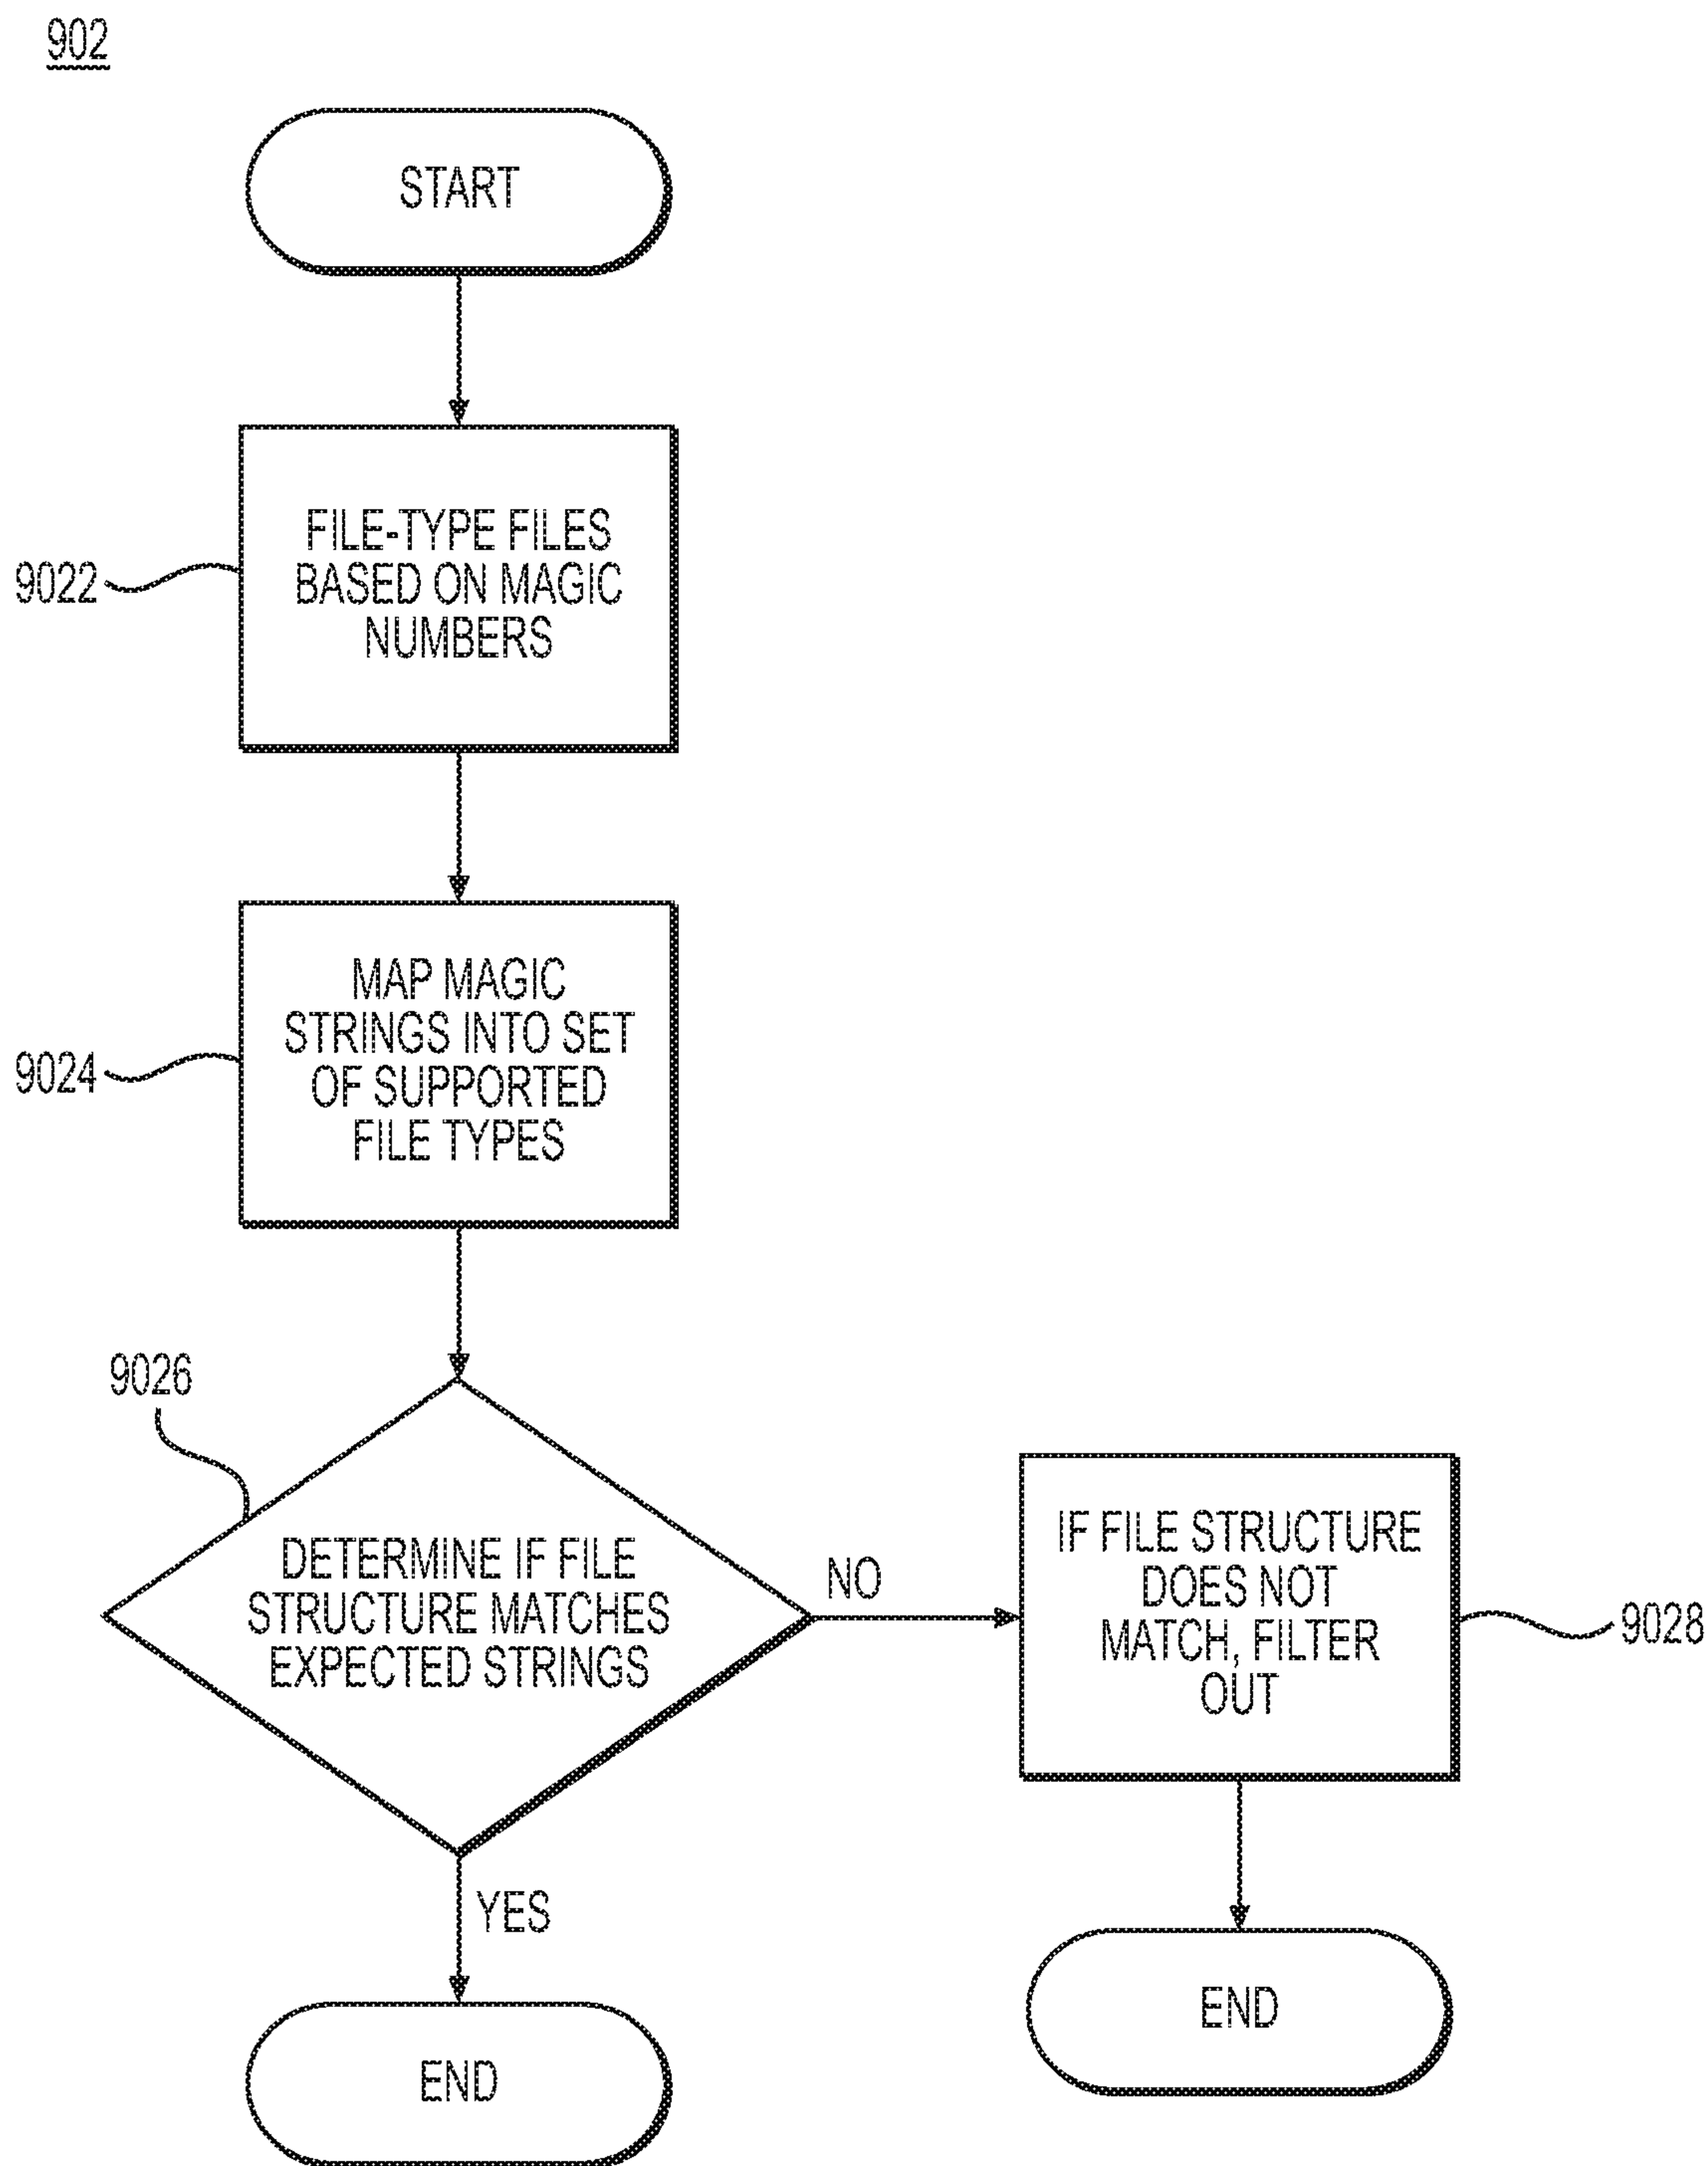 902
START
9022
FILE-TYPE FILES
BASED ON MAGIC
NUMBERS
9024
MAP MAGIC
STRINGS INTO SET
OF SUPPORTED
FILE TYPES
9026
DETERMINE IF FILE
STRUCTURE MATCHES
EXPECTED STRINGS
NO
IF FILE STRUCTURE
DOES NOT
MATCH, FILTER
OUT
9028
YES
END
END